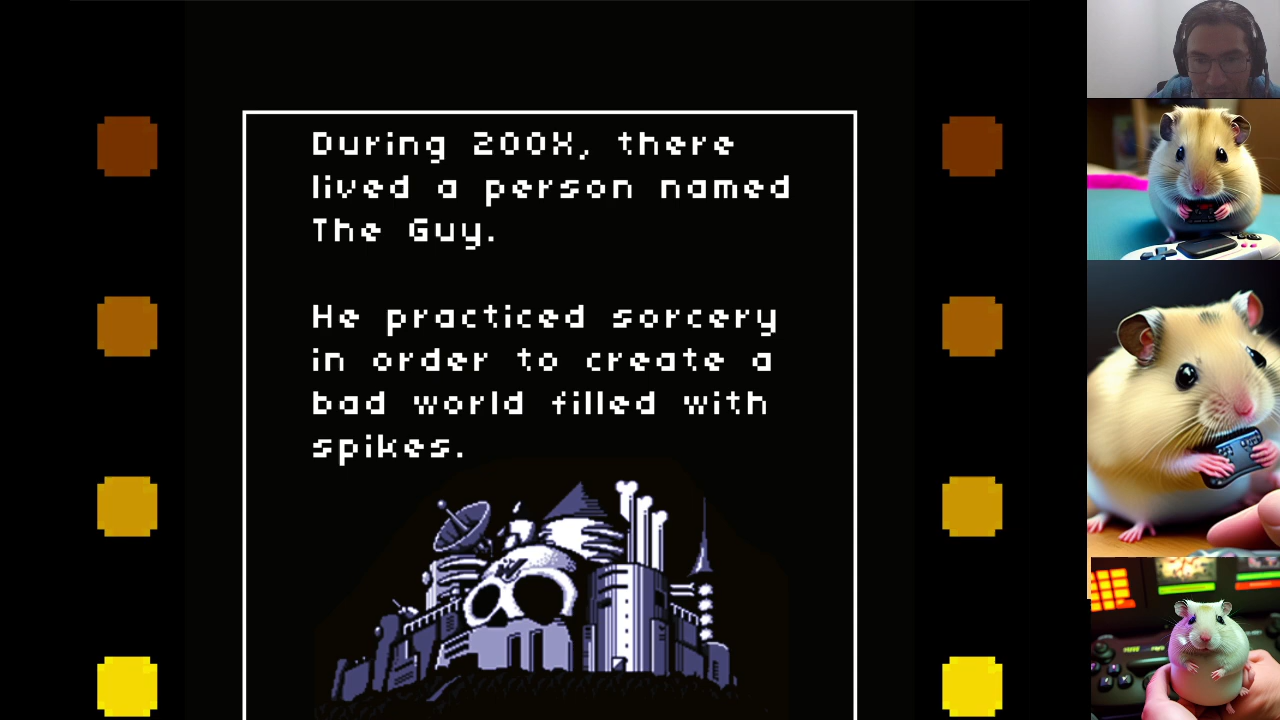 During 200X, there
lived a person named
The Guy.
He practiced sorcery
in order to create a
bad world filled with
spikes.